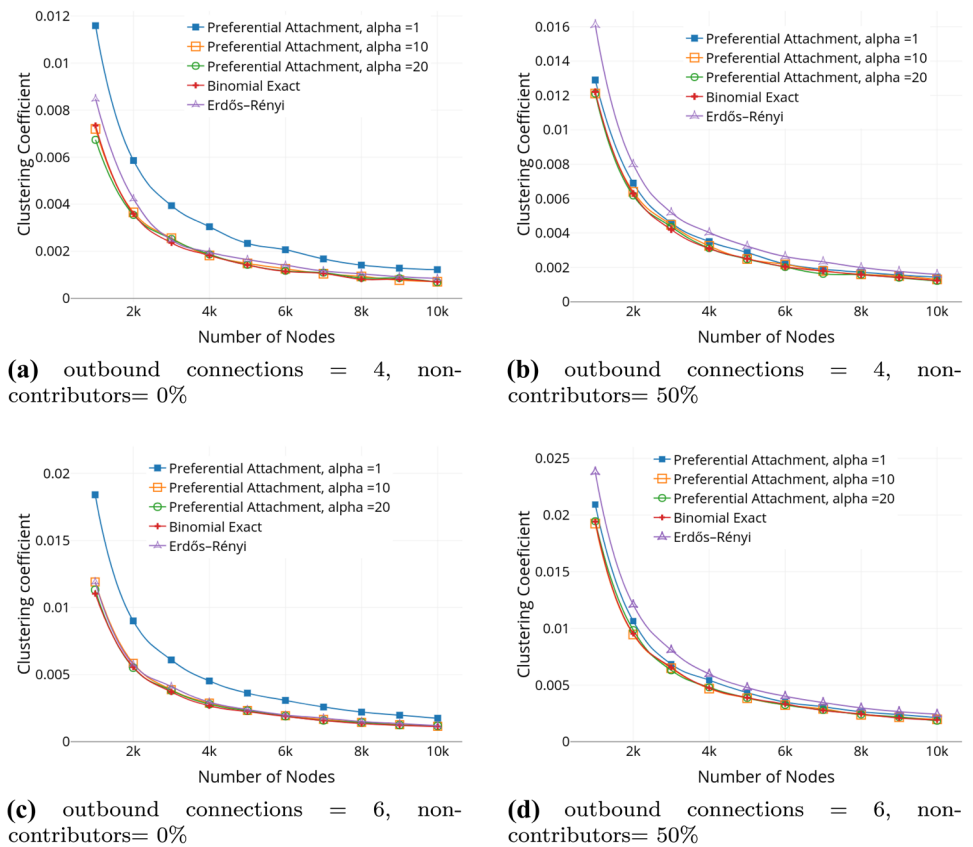 0.012
0.01
0.008
0.006
0.004
0.002
0
Clustering Coefficient
Preferential Attachment, alpha =1
Preferential Attachment, alpha =10
Preferential Attachment, alpha =20
Binomial Exact
Erdős–Rényi
2k 4k 6k 8k 10k
Number of Nodes
(a) outbound connections = 4, non-
contributors= 0%
0.016
0.014
0.012
0.010
0.008
0.006
0.004
0.002
0
Clustering Coefficient
Preferential Attachment, alpha =1
Preferential Attachment, alpha =10
Preferential Attachment, alpha =20
Binomial Exact
Erdős–Rényi
2k 4k 6k 8k 10k
Number of Nodes
(b) outbound connections = 4, non-
contributors= 50%
0.02
0.015
0.01
0.005
0
Clustering coefficient
Preferential Attachment, alpha =1
Preferential Attachment, alpha =10
Preferential Attachment, alpha =20
Binomial Exact
Erdős–Rényi
2k 4k 6k 8k 10k
Number of Nodes
(c) outbound connections = 6, non-
contributors= 0%
0.025
0.02
0.015
0.01
0.005
0
Clustering Coeeficient
Preferential Attachment, alpha =1
Preferential Attachment, alpha =10
Preferential Attachment, alpha =20
Binomial Exact
Erdős–Rényi
2k 4k 6k 8k 10k
Number of Nodes
(d) outbound connections = 6, non-
contributors= 50%